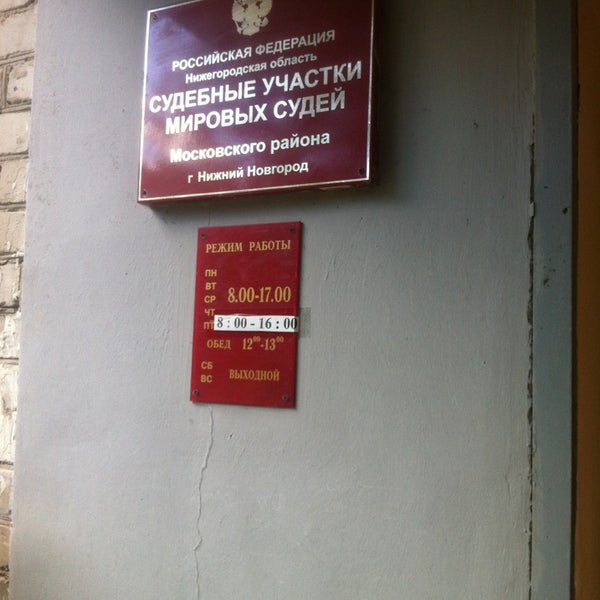 РОССИЙСКАЯ ФЕДЕРАЦИЯ
Нижегородская область
СУДЕБНЫЕ УЧАСТКИ
МИРОВЫХ СУДЕЙ
Московского района
г Нижний Новгород
РЕЖИМ РАБОТЫ
ПН
ВТ
СР 8.00-17.00
ЧТ
ПТ 8:00-16:00
ОБЕД 12⁰⁰-13⁰⁰
СБ
ВС ВЫХОДНОЙ